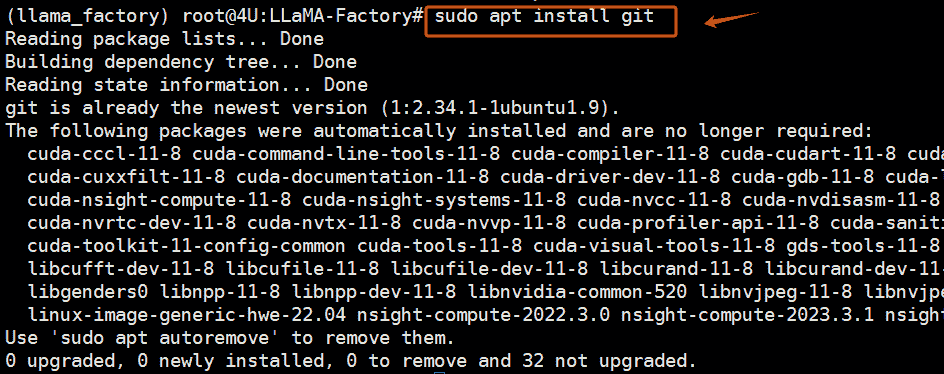 (llama_factory) root@4U:LLaMA-Factory# sudo apt install git
Reading package lists... Done
Building dependency tree... Done
Reading state information... Done
git is already the newest version (1:2.34.1-1ubuntu1.9).
The following packages were automatically installed and are no longer required:
cuda-cccl-11-8 cuda-command-line-tools-11-8 cuda-compiler-11-8 cuda-cudart-11-8 cuda
cuda-cuxxfilt-11-8 cuda-documentation-11-8 cuda-driver-dev-11-8 cuda-gdb-11-8 cuda-
cuda-nsight-compute-11-8 cuda-nsight-systems-11-8 cuda-nvcc-11-8 cuda-nvdisasm-11-8
cuda-nvrtc-dev-11-8 cuda-nvtx-11-8 cuda-nvvp-11-8 cuda-profiler-api-11-8 cuda-saniti
cuda-toolkit-11-config-common cuda-tools-11-8 cuda-visual-tools-11-8 gds-tools-11-8
libcufft-dev-11-8 libcufile-11-8 libcufile-dev-11-8 libcurand-11-8 libcurand-dev-11-
libgenders0 libnpp-11-8 libnpp-dev-11-8 libnvidia-common-520 libnvjpeg-11-8 libnvjpe
linux-image-generic-hwe-22.04 nsight-compute-2022.3.0 nsight-compute-2023.3.1 nsight
Use 'sudo apt autoremove' to remove them.
0 upgraded, 0 newly installed, 0 to remove and 32 not upgraded.